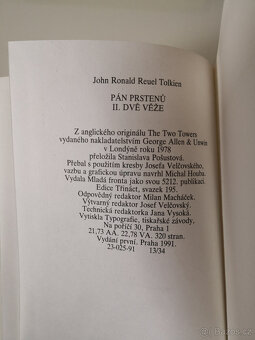 John Ronald Reuel Tolkien
PÁN PRSTENŮ
II. DVĚ VĚŽE
Z anglického originálu The Two Towers
vydaného nakladatelstvím George Allen & Unwin
v Londýně roku 1978
přeložila Stanislava Pošustová.
Přebal s použitím kresby Josefa Velčovského,
vazbu a grafickou úpravu navrhl Michal Houba.
Vydala Mladá fronta jako svou 5212. publikaci.
Edice Třináct, svazek 195.
Odpovědný redaktor Milan Macháček.
Výtvarný redaktor Josef Velčovský.
Technická redaktorka Jana Vysoká.
Vytiskla Typografie, tiskařské závody,
Na poříčí 30, Praha 1
21,73 AA. 22,78 VA. 320 stran.
Vydání první. Praha 1991.
23-025-91 13/34